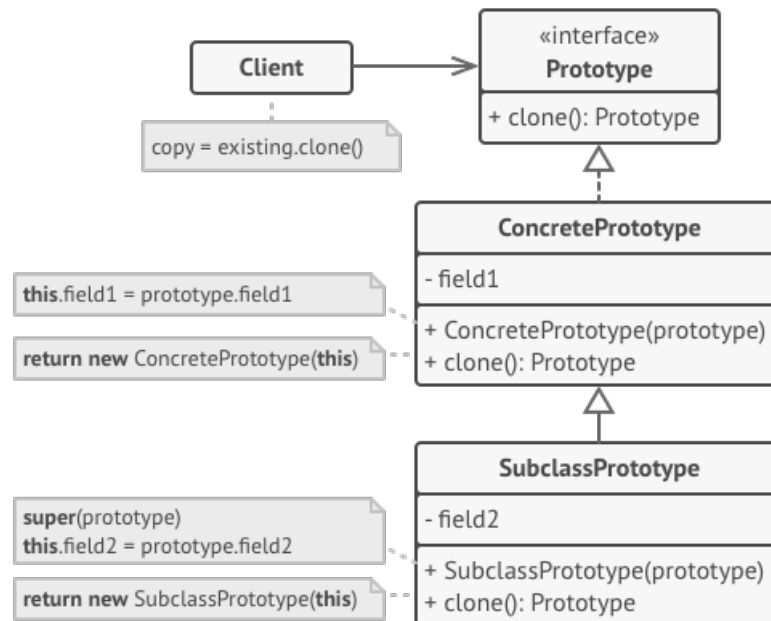 Client
«interface»
Prototype
+ clone(): Prototype
copy = existing.clone()
ConcretePrototype
- field1
this.field1 = prototype.field1
+ ConcretePrototype(prototype)
return new ConcretePrototype(this)
+ clone(): Prototype
SubclassPrototype
- field2
super(prototype)
this.field2 = prototype.field2
+ SubclassPrototype(prototype)
return new SubclassPrototype(this)
+ clone(): Prototype